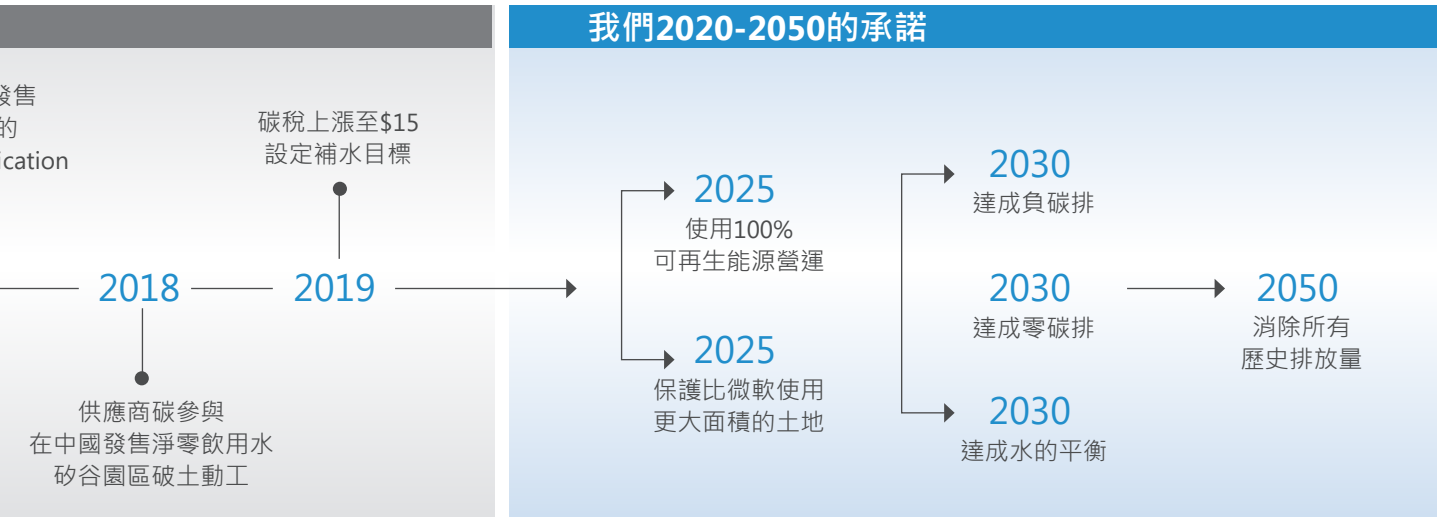 我們2020-2050的承諾
發售
的
ication
碳稅上漲至$15
設定補水目標
2018
2019
供應商碳參與
在中國發售淨零飲用水
矽谷園區破土動工
2025
使用100%
可再生能源營運
2025
保護比微軟使用
更大面積的土地
2030
達成負碳排
2030
達成零碳排
2030
達成水的平衡
2050
消除所有
歷史排放量